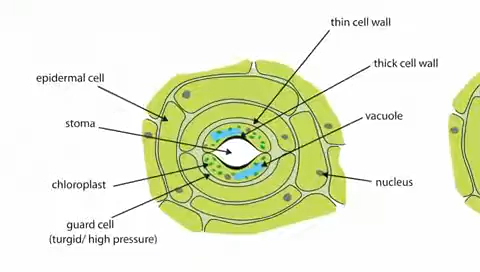 thin cell wall
thick cell wall
epidermal cell
vacuole
stoma
chloroplast
nucleus
guard cell
(turgid/ high pressure)